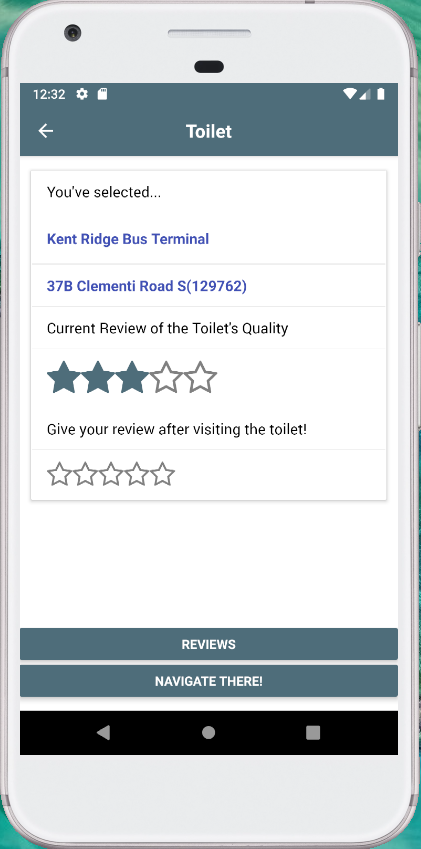 12:32
Toilet
You've selected...
Kent Ridge Bus Terminal
37B Clementi Road S(129762)
Current Review of the Toilet's Quality
Give your review after visiting the toilet!
REVIEWS
NAVIGATE THERE!